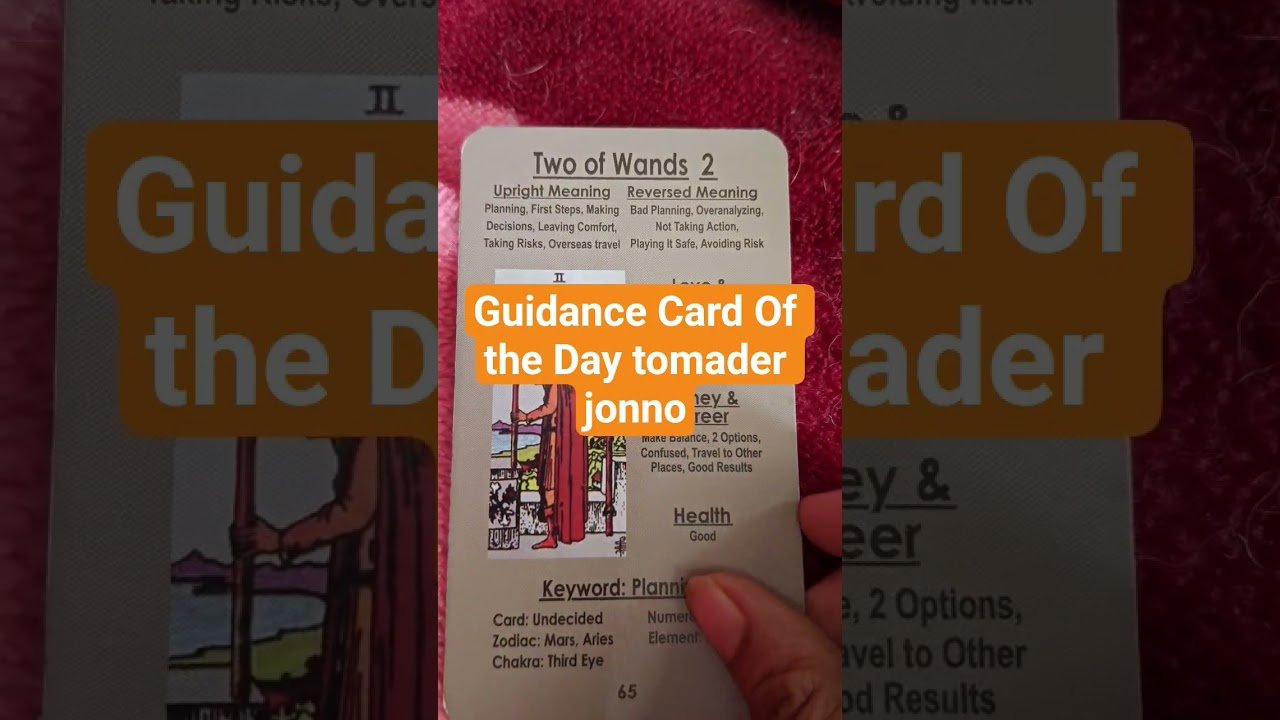 Two of Wands 2
Upright Meaning Reversed Meaning
Planning, First Steps, Making
Decisions, Leaving Comfort,
Taking Risks, Overseas travel
Bad Planning, Overanalyzing,
Not Taking Action,
Playing It Safe, Avoiding Risk
II
Guidance Card Of
the Day tomader
jonno
Make Balance, 2 Options,
Confused, Travel to Other
Places, Good Results
Health
Good
Keyword:
Card: Undecided
Zodiac: Mars, Aries
Chakra: Third Eye
Element:
65